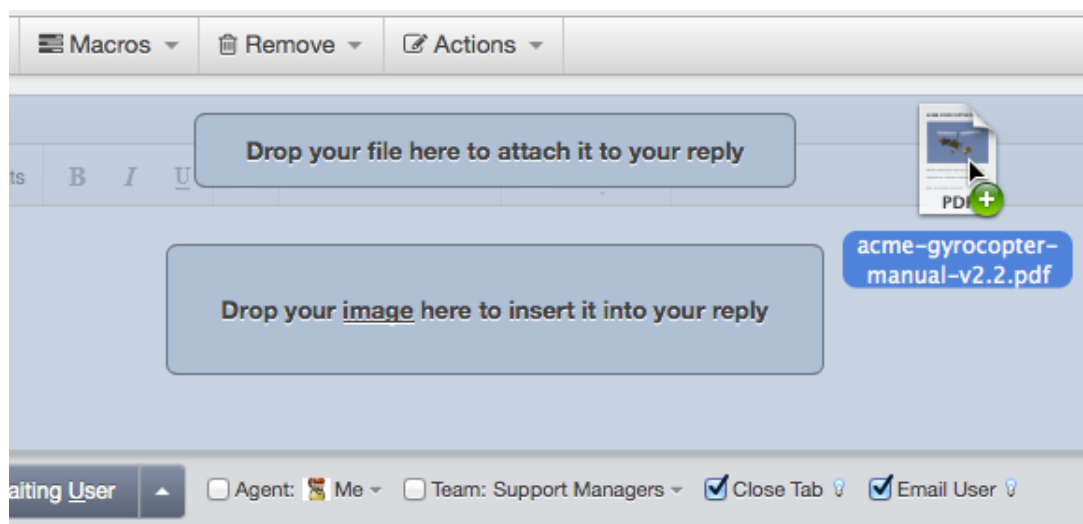 Macros Remove Actions
Drop your file here to attach it to your reply
ts B I U
PDF
acme-gyrocopter-
manual-v2.2.pdf
Drop your image here to insert it into your reply
aiting User Agent: Me Team: Support Managers Close Tab Email User